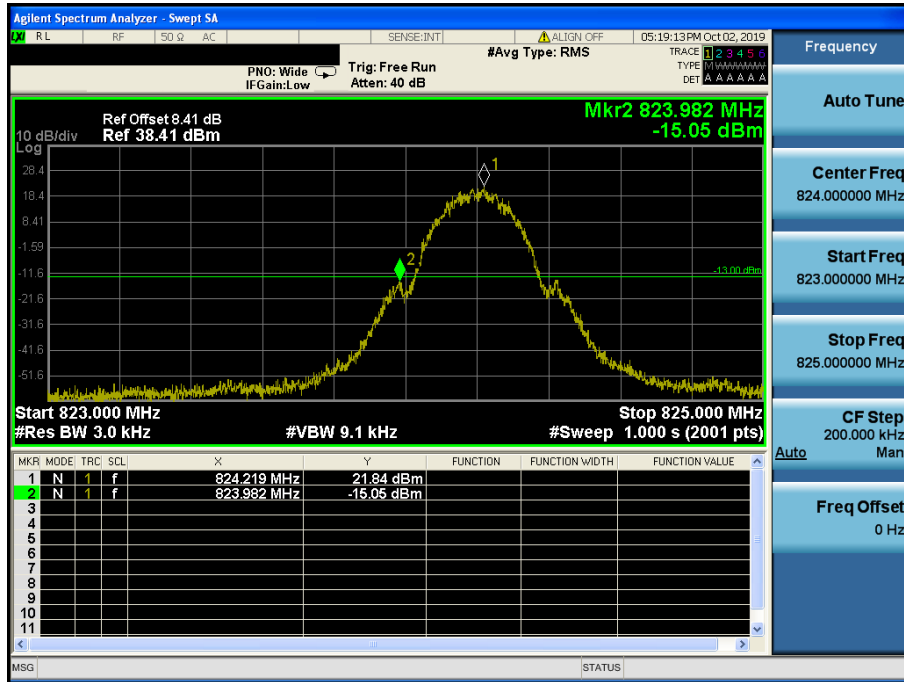 Agilent Spectrum Analyzer - Swept SA
LXI RL RF 50 Ω AC SENSE:INT ALIGN OFF 05:19:13PM Oct 02, 2019
#Avg Type: RMS TRACE 1 2 3 4 5 6
PNO: Wide Trig: Free Run TYPE M WWWWW
IFGain:Low Atten: 40 dB DET A A A A A A
Frequency
Mkr2 823.982 MHz
-15.05 dBm
Ref Offset 8.41 dB
10 dB/div Ref 38.41 dBm
Log
28.4
18.4
8.41
-1.59
-11.6
-21.6
-31.6
-41.6
-51.6
1
2
-13.00 dBm
Start 823.000 MHz Stop 825.000 MHz
#Res BW 3.0 kHz #VBW 9.1 kHz #Sweep 1.000 s (2001 pts)
MKR MODE TRC SCL X Y FUNCTION FUNCTION WIDTH FUNCTION VALUE
1 N 1 f 824.219 MHz 21.84 dBm
2 N 1 f 823.982 MHz -15.05 dBm
3
4
5
6
7
8
9
10
11
MSG STATUS
Auto Tune
Center Freq
824.000000 MHz
Start Freq
823.000000 MHz
Stop Freq
825.000000 MHz
CF Step
200.000 kHz
Auto Man
Freq Offset
0 Hz